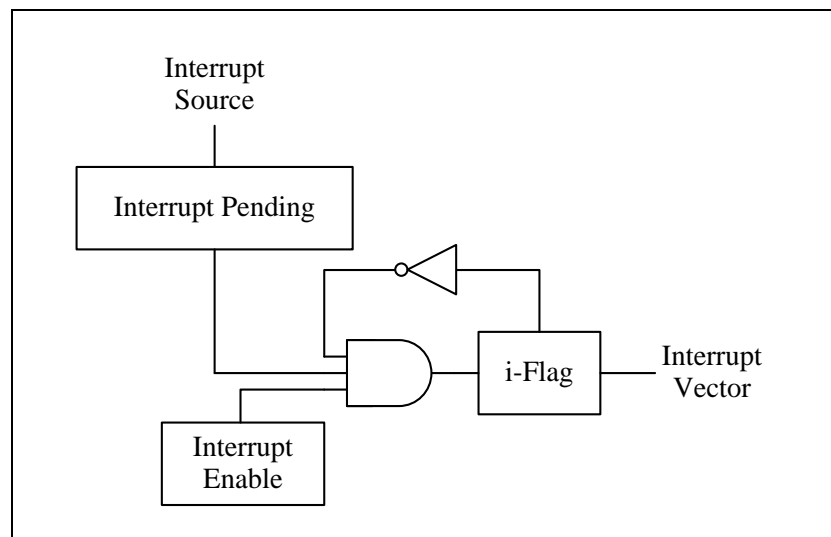 Interrupt
Source
Interrupt Pending
i-Flag
Interrupt
Vector
Interrupt
Enable